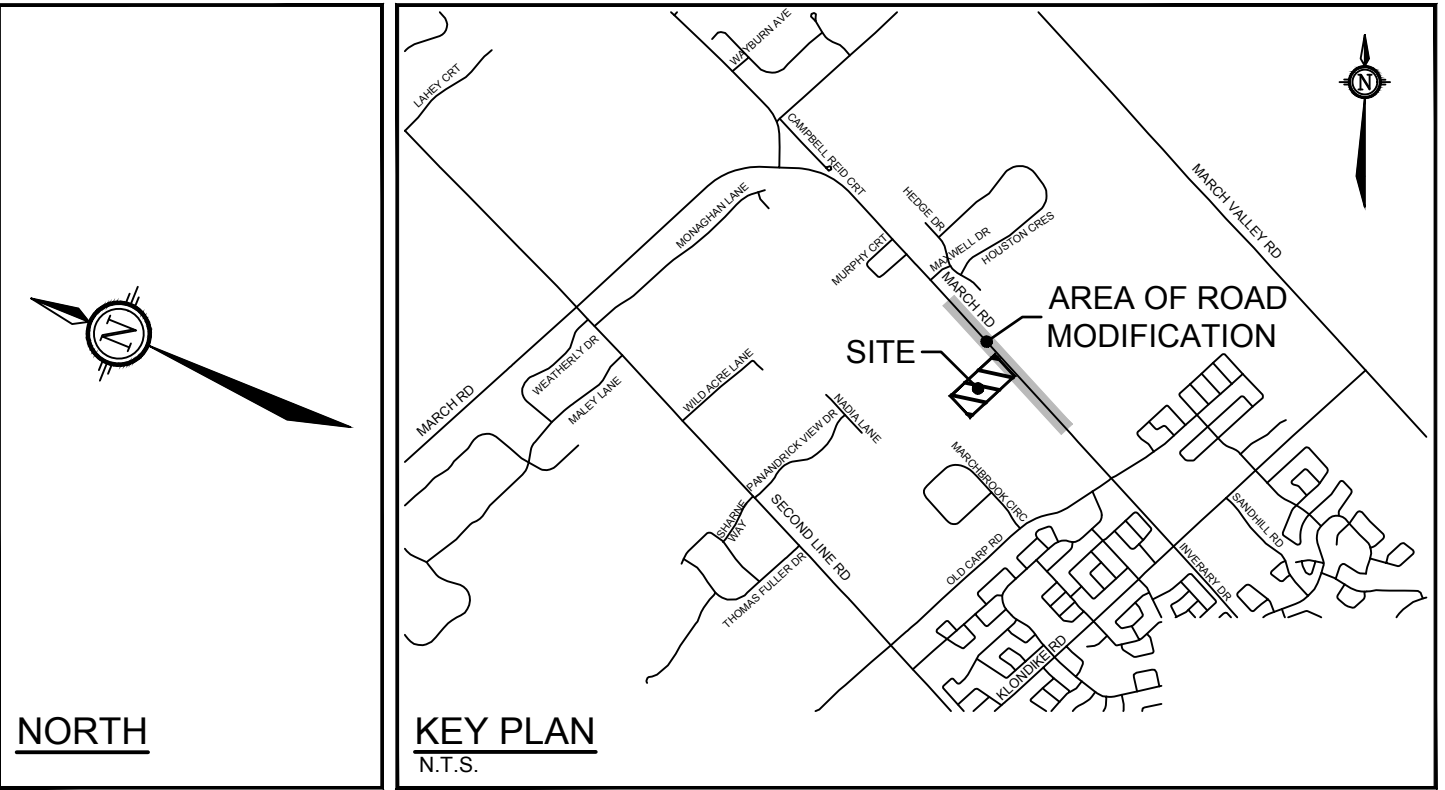 N
NORTH
LAHEY CRT
WAYBURN AVE
N
CAMPBELL REID CRT
MARCH VALLEY RD
MONAGHAN LANE
HEDGE DR
MURPHY CRT
MAXWELL DR
HOUSTON CRES
MARCH RD
AREA OF ROAD
MODIFICATION
SITE
WEATHERLY DR
MALEY LANE
WILD ACRE LANE
MARCH RD
NADIA LANE
PANANDRICK VIEW DR
MARCHBROOK CIRC
SECOND LINE RD
SHARNE
WAY
THOMAS FULLER DR
OLD CARP RD
SANDHILL RD
INVERARY DR
KLONDIKE RD
KEY PLAN
N.T.S.